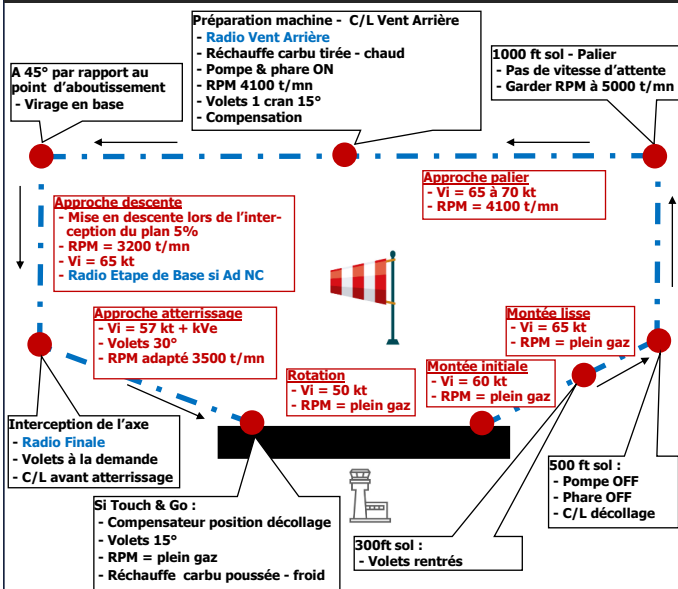 Préparation machine - C/L Vent Arrière
- Radio Vent Arrière
- Réchauffe carbu tirée - chaud
- Pompe & phare ON
- RPM 4100 t/mn
- Volets 1 cran 15°
- Compensation
A 45° par rapport au
point d'aboutissement
- Virage en base
1000 ft sol - Palier
- Pas de vitesse d'attente
- Garder RPM à 5000 t/mn
Approche descente
- Mise en descente lors de l'inter-
ception du plan 5%
- RPM = 3200 t/mn
- Vi = 65 kt
- Radio Etape de Base si Ad NC
Approche palier
- Vi = 65 à 70 kt
- RPM = 4100 t/mn
Approche atterrissage
- Vi = 57 kt + kVe
- Volets 30°
- RPM adapté 3500 t/mn
Montée lisse
- Vi = 65 kt
- RPM = plein gaz
Rotation
- Vi = 50 kt
- RPM = plein gaz
Montée initiale
- Vi = 60 kt
- RPM = plein gaz
Interception de l'axe
- Radio Finale
- Volets à la demande
- C/L avant atterrissage
500 ft sol :
- Pompe OFF
- Phare OFF
- C/L décollage
Si Touch & Go :
- Compensateur position décollage
- Volets 15°
- RPM = plein gaz
- Réchauffe carbu poussée - froid
300ft sol :
- Volets rentrés